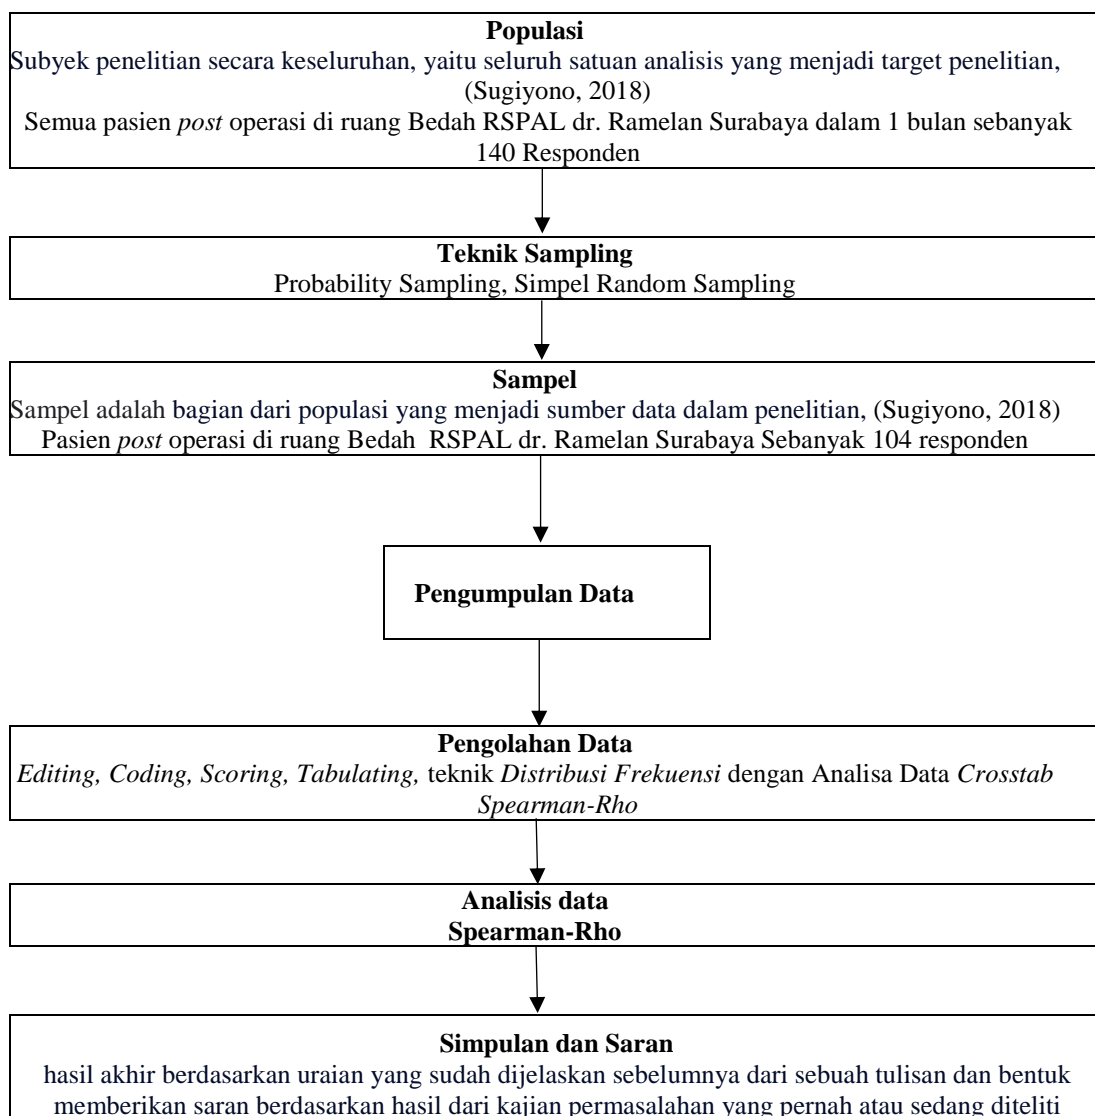 Populasi
Subyek penelitian secara keseluruhan, yaitu seluruh satuan analisis yang menjadi target penelitian,
(Sugiyono, 2018)
Semua pasien post operasi di ruang Bedah RSPAL dr. Ramelan Surabaya dalam 1 bulan sebanyak
140 Responden
Teknik Sampling
Probability Sampling, Simpel Random Sampling
Sampel
Sampel adalah bagian dari populasi yang menjadi sumber data dalam penelitian, (Sugiyono, 2018)
Pasien post operasi di ruang Bedah RSPAL dr. Ramelan Surabaya Sebanyak 104 responden
Pengumpulan Data
Pengolahan Data
Editing, Coding, Scoring, Tabulating, teknik Distribusi Frekuensi dengan Analisa Data Crosstab
Spearman-Rho
Analisis data
Spearman-Rho
Simpulan dan Saran
hasil akhir berdasarkan uraian yang sudah dijelaskan sebelumnya dari sebuah tulisan dan bentuk
memberikan saran berdasarkan hasil dari kajian permasalahan yang pernah atau sedang diteliti